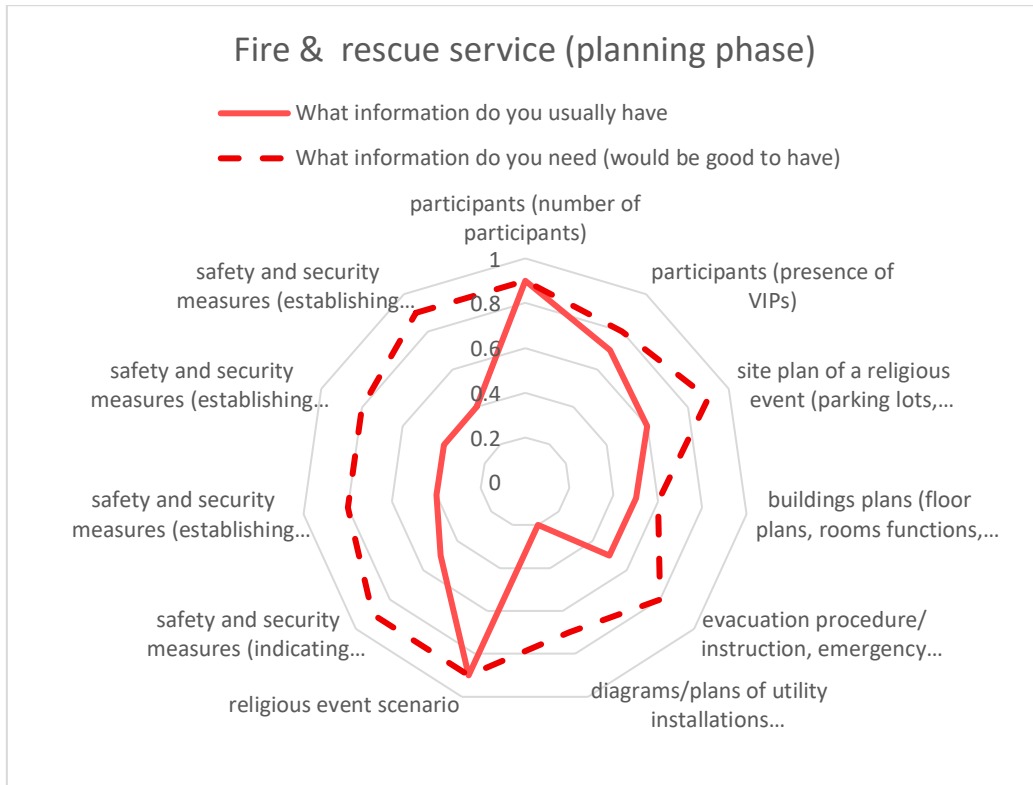 Fire &  rescue service (planning phase)
What information do you usually have
What information do you need (would be good to have)
participants (number of
participants)
participants (presence of
VIPs)
site plan of a religious
event (parking lots,…
buildings plans (floor
plans, rooms functions,…
evacuation procedure/
instruction, emergency…
diagrams/plans of utility
installations…
religious event scenario
safety and security
measures (indicating…
safety and security
measures (establishing…
safety and security
measures (establishing…
safety and security
measures (establishing…
1
0.8
0.6
0.4
0.2
0